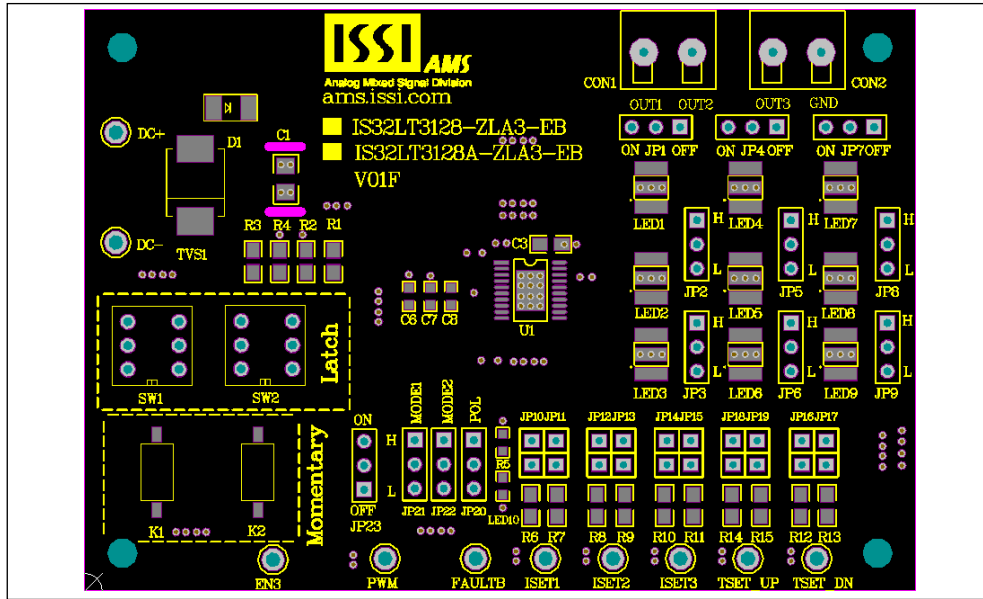 ISSI
AMS
Analog Mixed Signal Division
ams.issi.com
CON1
CON2
OUT1 OUT2 OUT3 GND
DC+
D1
C1
IS32LT3128-ZLA3-EB
IS32LT3128A-ZLA3-EB
V01F
ON JP1 OFF
ON JP4 OFF
ON JP7 OFF
LED1 LED4 LED7
DC-
TVS1
R3 R4 R2 R1
C3
H H H
L L L
JP2 JP5 JP8
C6 C7 C8
U1
LED2 LED5 LED8
H H H
L L L
SW1 SW2
Latch
LED3 JP3 LED6 JP6 LED9 JP9
ON
MODE1
MODE2
POL
JP10 JP11 JP12 JP13 JP14 JP15 JP18 JP19 JP16 JP17
H
L
R5
OFF
JP23
JP21 JP22 JP20
LED10
K1 K2
Momentary
R6 R7 R8 R9 R10 R11 R14 R15 R12 R13
EN3 PWM FAULTB ISET1 ISET2 ISET3 TSET_UP TSET_DN